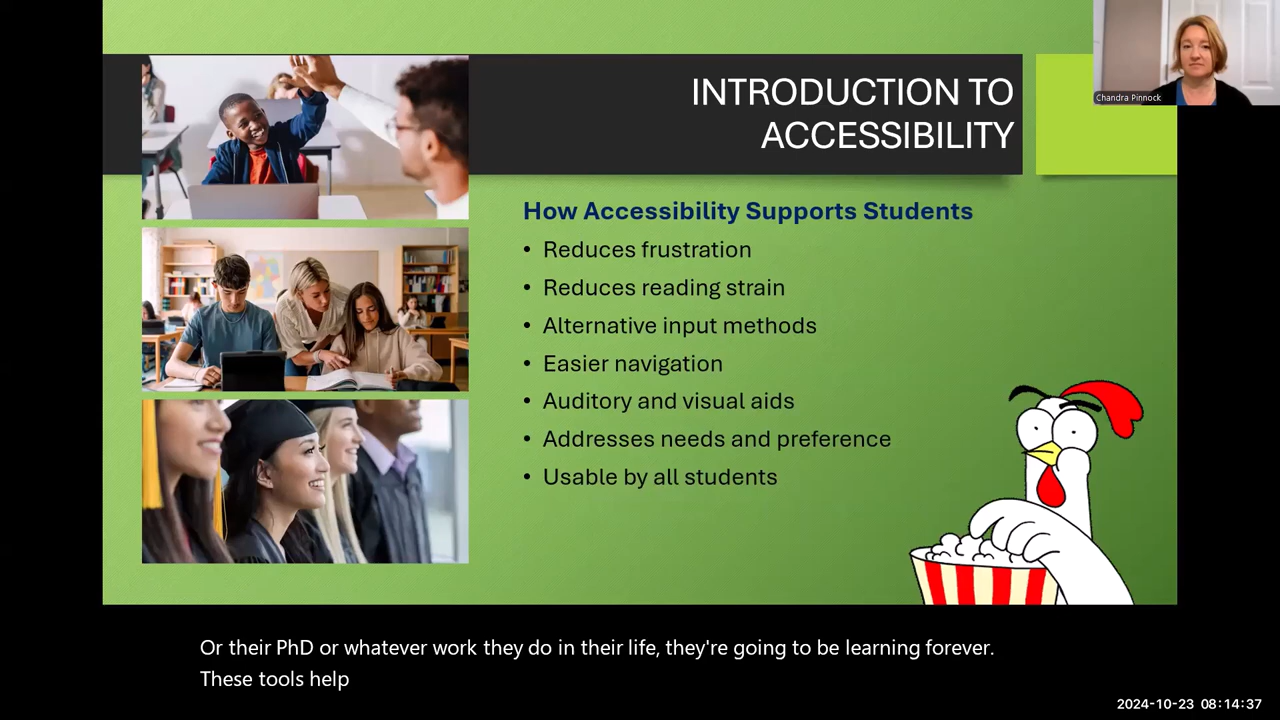 INTRODUCTION TO
ACCESSIBILITY
Chandra Pinnock
How Accessibility Supports Students
• Reduces frustration
• Reduces reading strain
• Alternative input methods
• Easier navigation
• Auditory and visual aids
• Addresses needs and preference
• Usable by all students
Or their PhD or whatever work they do in their life, they're going to be learning forever.
These tools help
2024-10-23 08:14:37